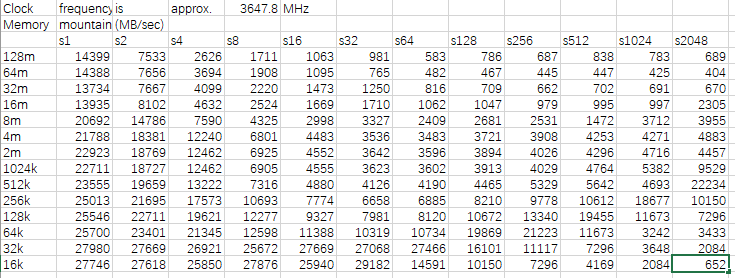 Clock frequency is approx. 3647.8 MHz
Memory mountain (MB/sec)
s1 s2 s4 s8 s16 s32 s64 s128 s256 s512 s1024 s2048
128m 14399 7533 2626 1711 1063 981 583 786 687 838 783 689
64m 14388 7656 3694 1908 1095 765 482 467 445 447 425 404
32m 13734 7667 4099 2220 1473 1250 816 709 662 702 691 670
16m 13935 8102 4632 2524 1669 1710 1062 1047 979 995 997 2305
8m 20692 14786 7590 4325 2998 3327 2409 2681 2531 1472 3712 3955
4m 21788 18381 12240 6801 4483 3536 3483 3721 3908 4253 4271 4883
2m 22923 18769 12462 6925 4552 3642 3596 3894 4026 4296 4716 4457
1024k 22711 18727 12462 6905 4555 3623 3602 3913 4029 4764 5382 9529
512k 23555 19659 13222 7316 4880 4126 4190 4465 5329 5642 4693 22234
256k 25013 21695 17573 10693 7774 6658 6885 8210 9778 10612 18677 10150
128k 25546 22711 19621 12277 9327 7981 8120 10672 13340 19455 11673 7296
64k 25700 23401 21345 12598 11388 10319 10734 19869 21223 11673 3242 3433
32k 27980 27669 26921 25672 27669 27068 27466 16101 11117 7296 3648 2084
16k 27746 27618 25850 27876 25940 29182 14591 10150 7296 4169 2084 652